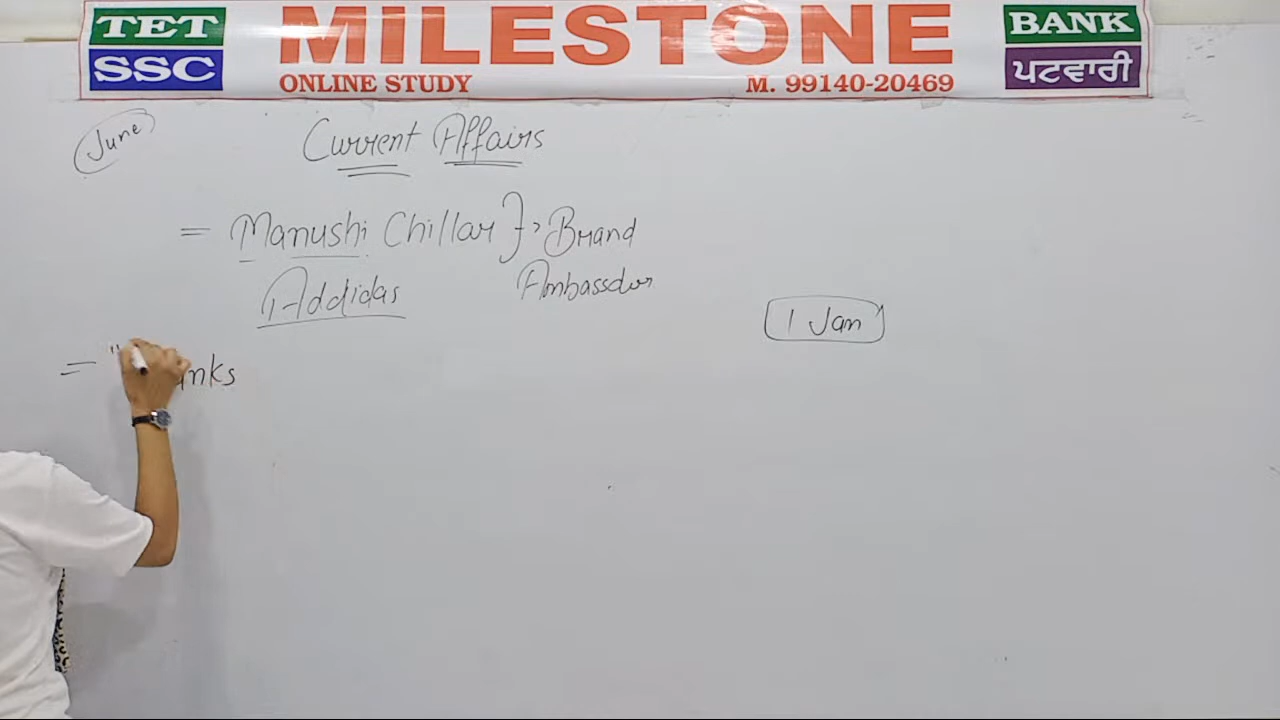 TET
SSC
MILESTONE
ONLINE STUDY
M. 99140-20469
BANK
ਪਟਵਾਰੀ
June
Current Affairs
= Manushi Chillar } > Brand
Addidas Ambassdor
1 Jan
=